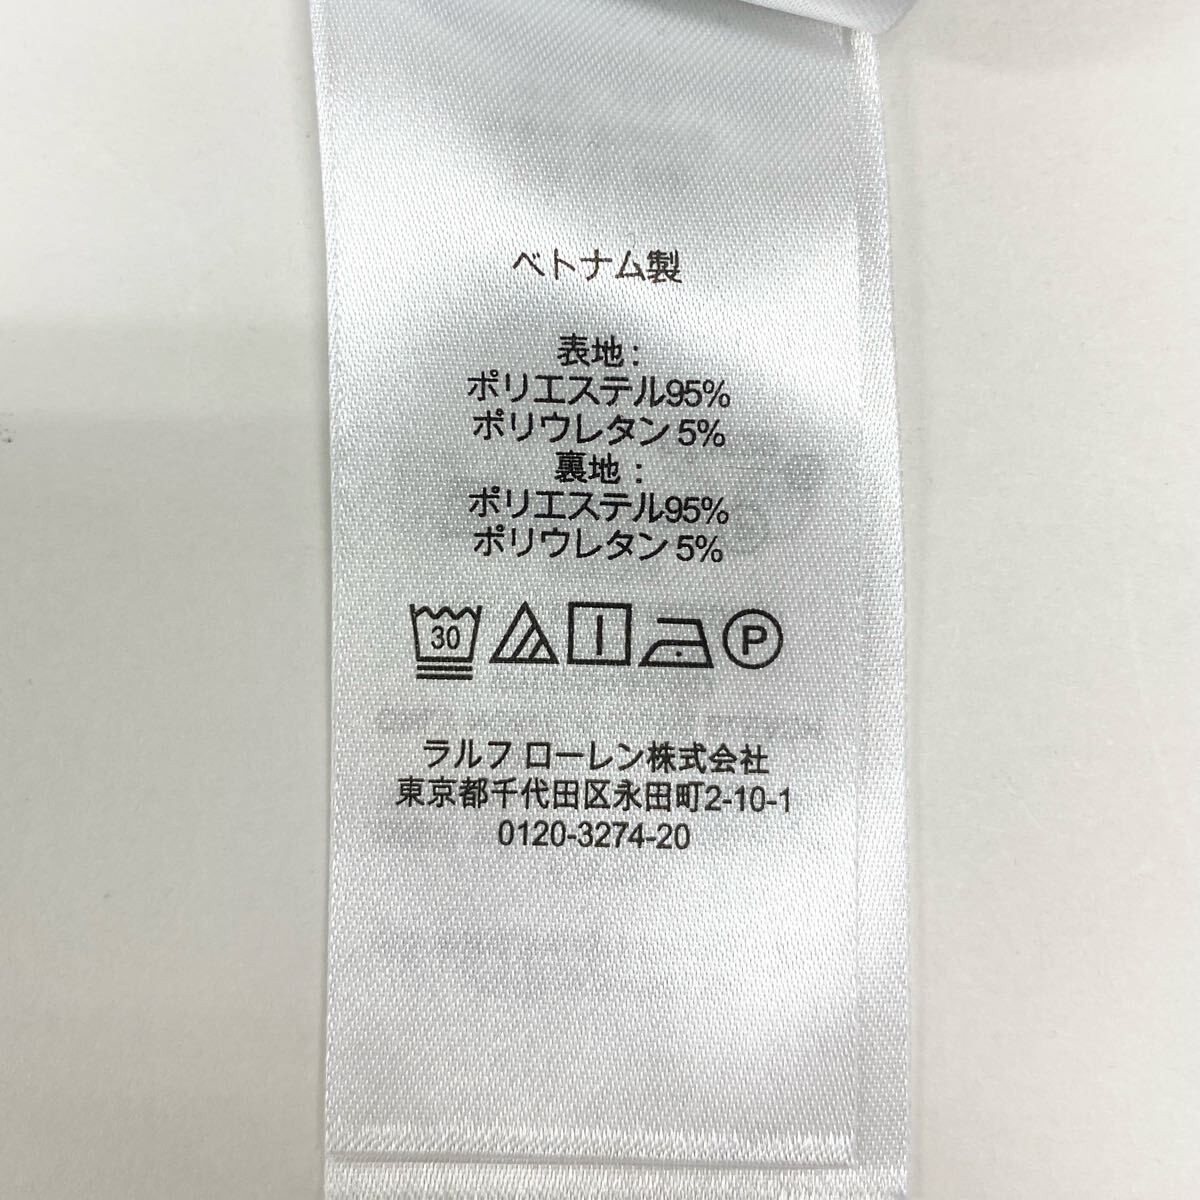 ベトナム製
表地:
ポリエステル95%
ポリウレタン 5%
裏地:
ポリエステル95%
ポリウレタン 5%
30 P
ラルフ ローレン株式会社
東京都千代田区永田町2-10-1
0120-3274-20